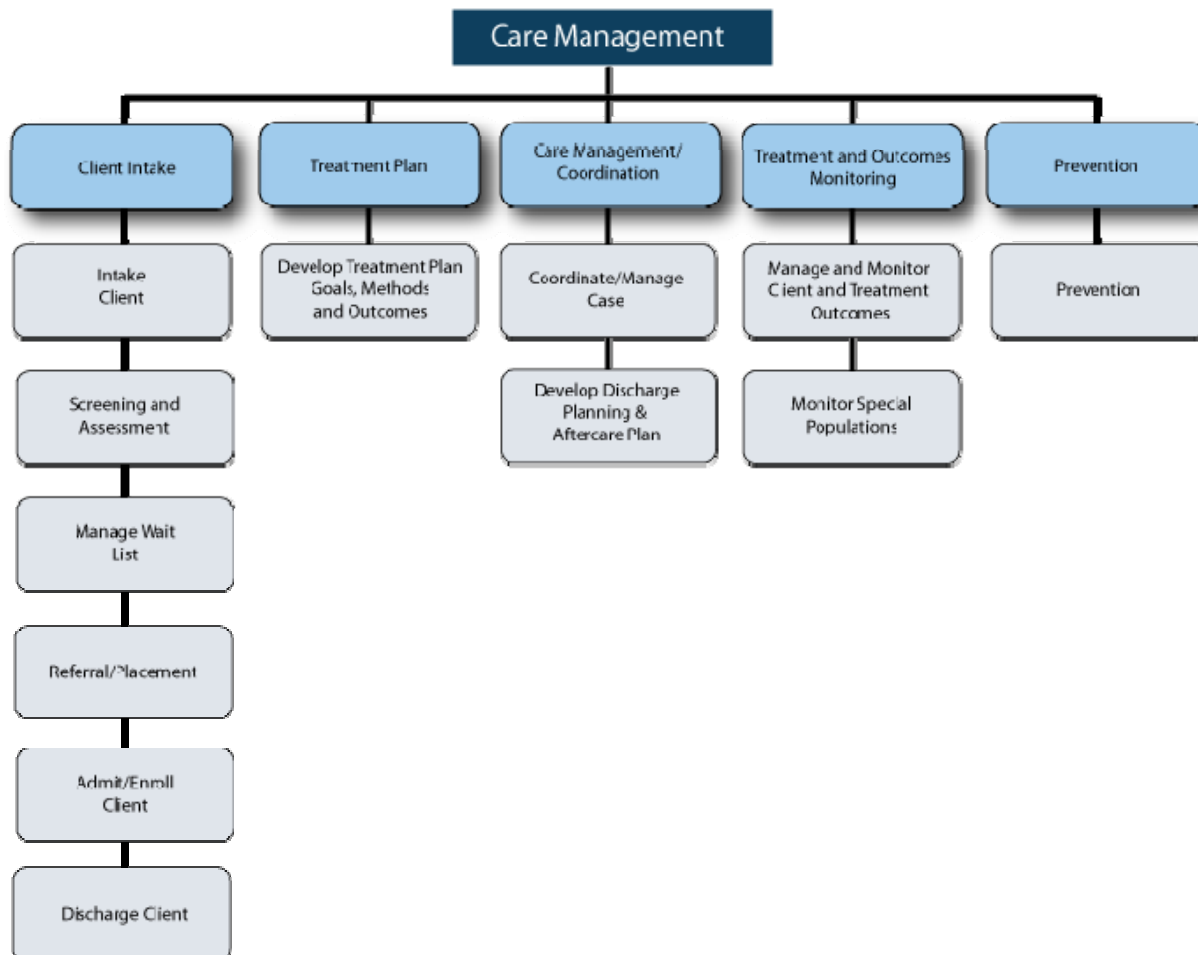 Care Management
Client Intake
Treatment Plan
Care Management/
Coordination
Treatment and Outcomes
Monitoring
Prevention
Intake
Client
Develop Treatment Plan
Goals, Methods
and Outcomes
Coordinate/Manage
Case
Manage and Monitor
Client and Treatment
Outcomes
Prevention
Screening and
Assessment
Develop Discharge
Planning &
Aftercare Plan
Monitor Special
Populations
Manage Wait
List
Referral/Placement
Admit/Enroll
Client
Discharge Client